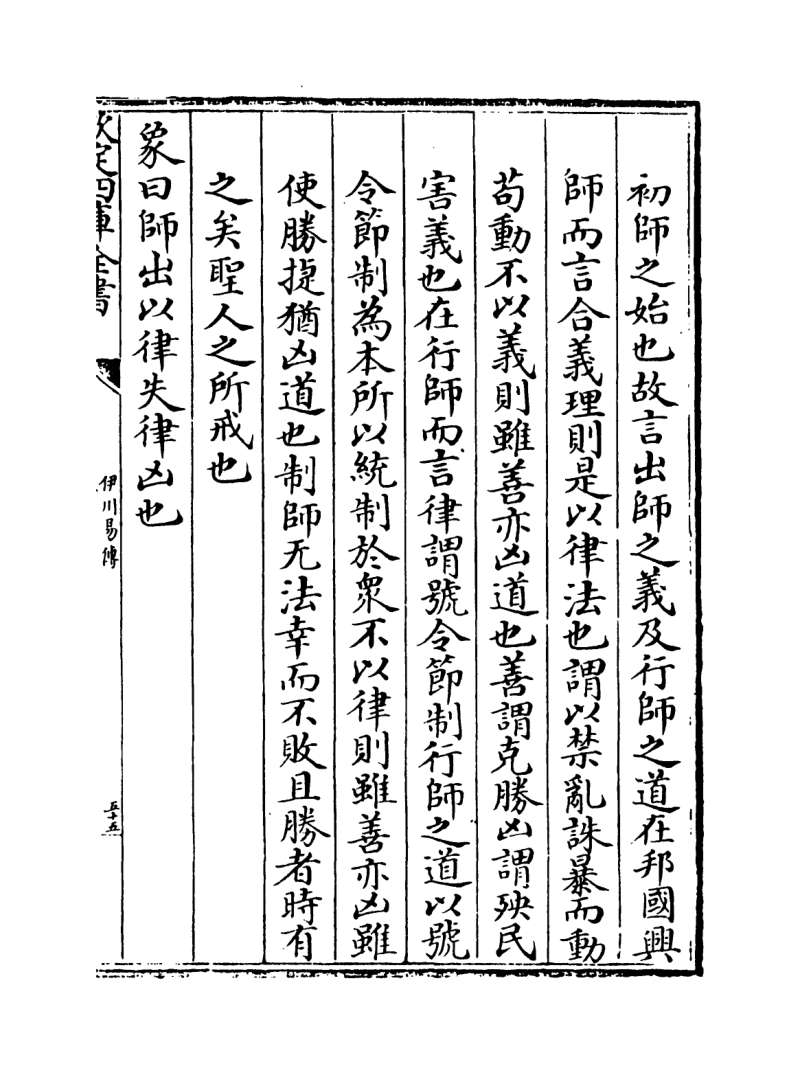 初師之始也故言出師之義及行師之道在邦國興
師而言合義理則是以律法也謂以禁亂誅暴而動
苟動不以義則雖善亦凶道也善謂克勝凶謂殃民
害義也在行師而言律謂號令節制行師之道以號
令節制為本所以統制於衆不以律則雖善亦凶雖
使勝捷猶凶道也制師无法幸而不敗且勝者時有
之矣聖人之所戒也
象曰師出以律失律凶也
欽定四庫全書
伊川易傳
五十五